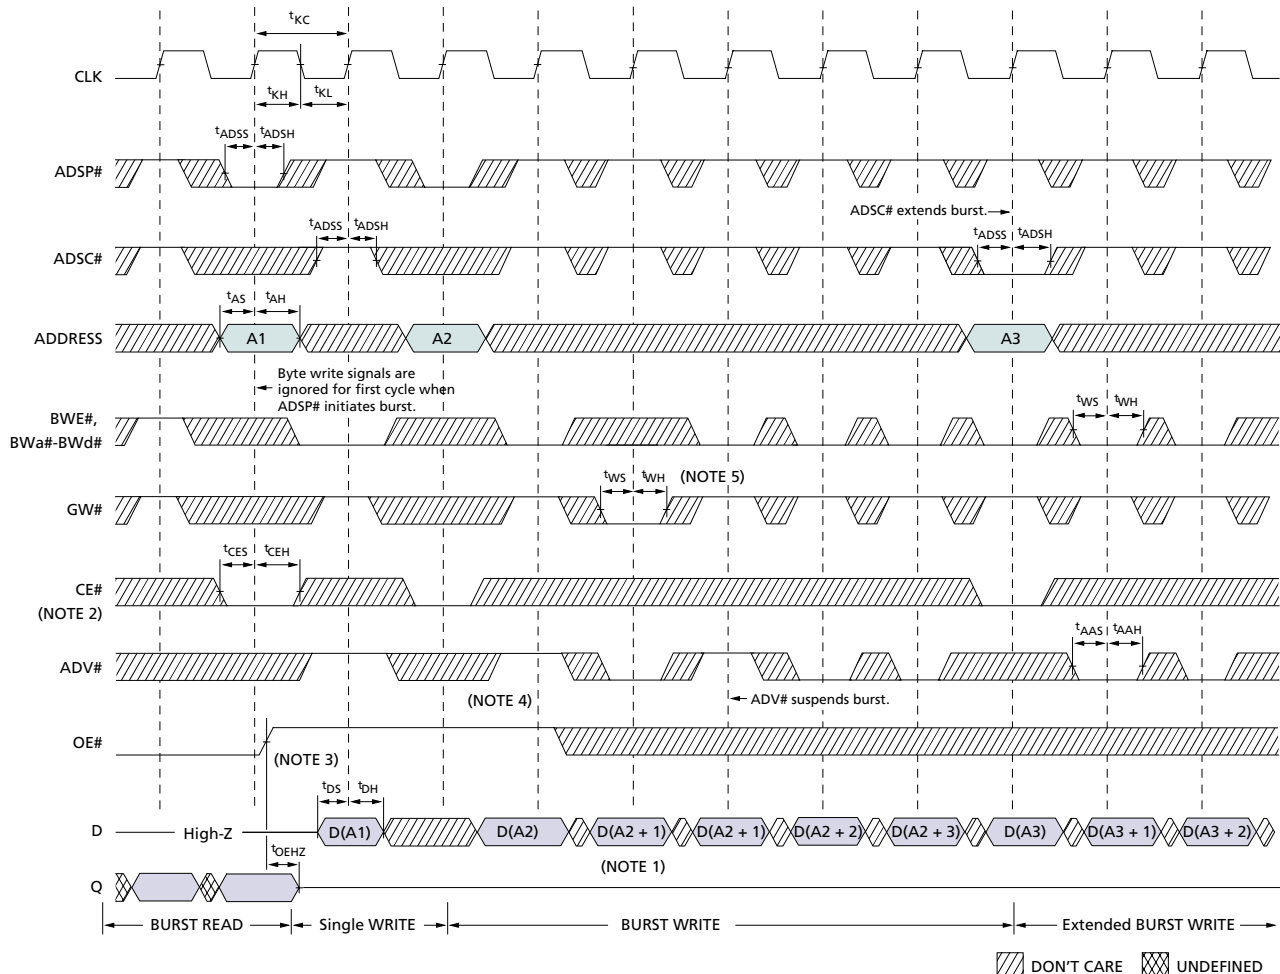 tKC
CLK
tKH
tKL
tADSS
tADSH
ADSP#
ADSC# extends burst.
tADSS
tADSH
tADSS
tADSH
ADSC#
tAS
tAH
ADDRESS
A1
A2
A3
Byte write signals are
ignored for first cycle when
ADSP# initiates burst.
BWE#,
BWa#-BWd#
tWS
tWH
tWS
tWH
(NOTE 5)
GW#
tCES
tCEH
CE#
(NOTE 2)
tAAS
tAAH
ADV#
(NOTE 4)
ADV# suspends burst.
OE#
(NOTE 3)
tDS
tDH
D
High-Z
D(A1)
D(A2)
D(A2 + 1)
D(A2 + 1)
D(A2 + 2)
D(A2 + 3)
D(A3)
D(A3 + 1)
D(A3 + 2)
tOEHZ
(NOTE 1)
Q
BURST READ
Single WRITE
BURST WRITE
Extended BURST WRITE
DON'T CARE
UNDEFINED